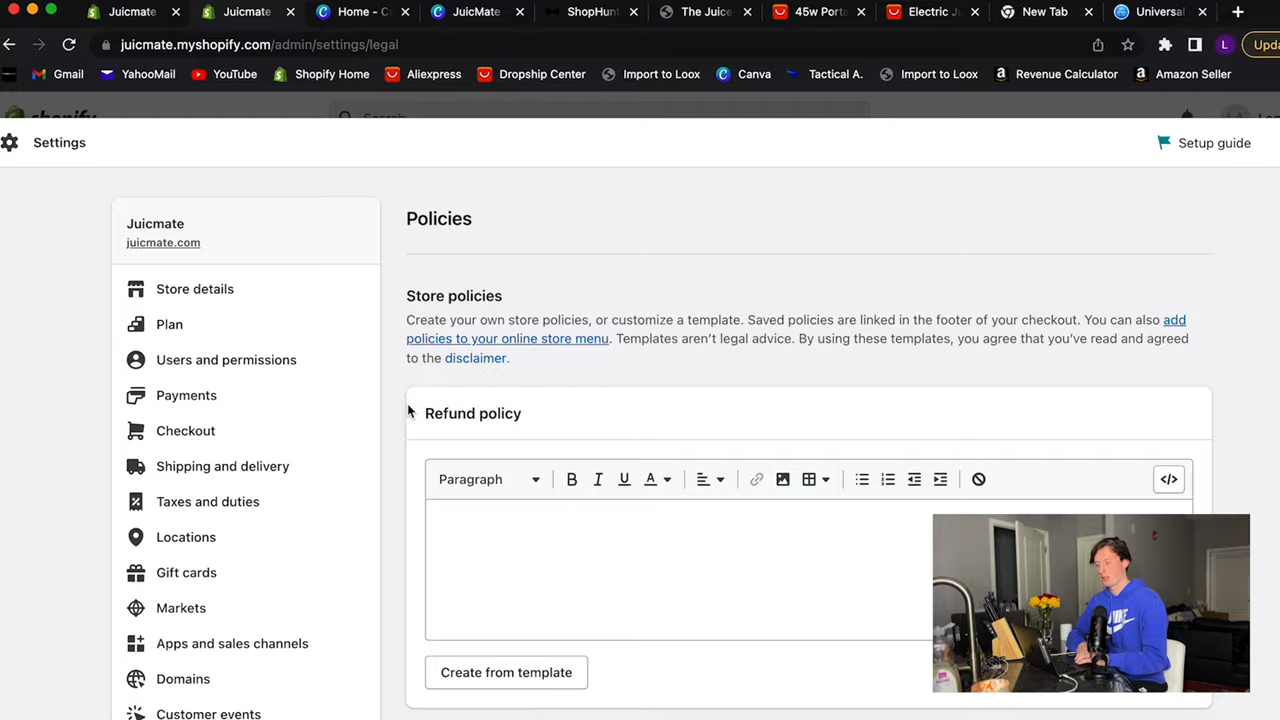 Juicmate
Juicmate
Home - C
JuicMate
ShopHunt
The Juice
45w Porta
Electric Ju
New Tab
Universal
juicmate.myshopify.com/admin/settings/legal
L
Upda
Gmail
YahooMail
YouTube
Shopify Home
Aliexpress
Dropship Center
Import to Loox
Canva
Tactical A.
Import to Loox
Revenue Calculator
Amazon Seller
Settings
Setup guide
Juicmate
juicmate.com
Store details
Plan
Users and permissions
Payments
Checkout
Shipping and delivery
Taxes and duties
Locations
Gift cards
Markets
Apps and sales channels
Domains
Customer events
Policies
Store policies
Create your own store policies, or customize a template. Saved policies are linked in the footer of your checkout. You can also add
policies to your online store menu. Templates aren't legal advice. By using these templates, you agree that you've read and agreed
to the disclaimer.
Refund policy
Paragraph
B I U A
</>
Create from template